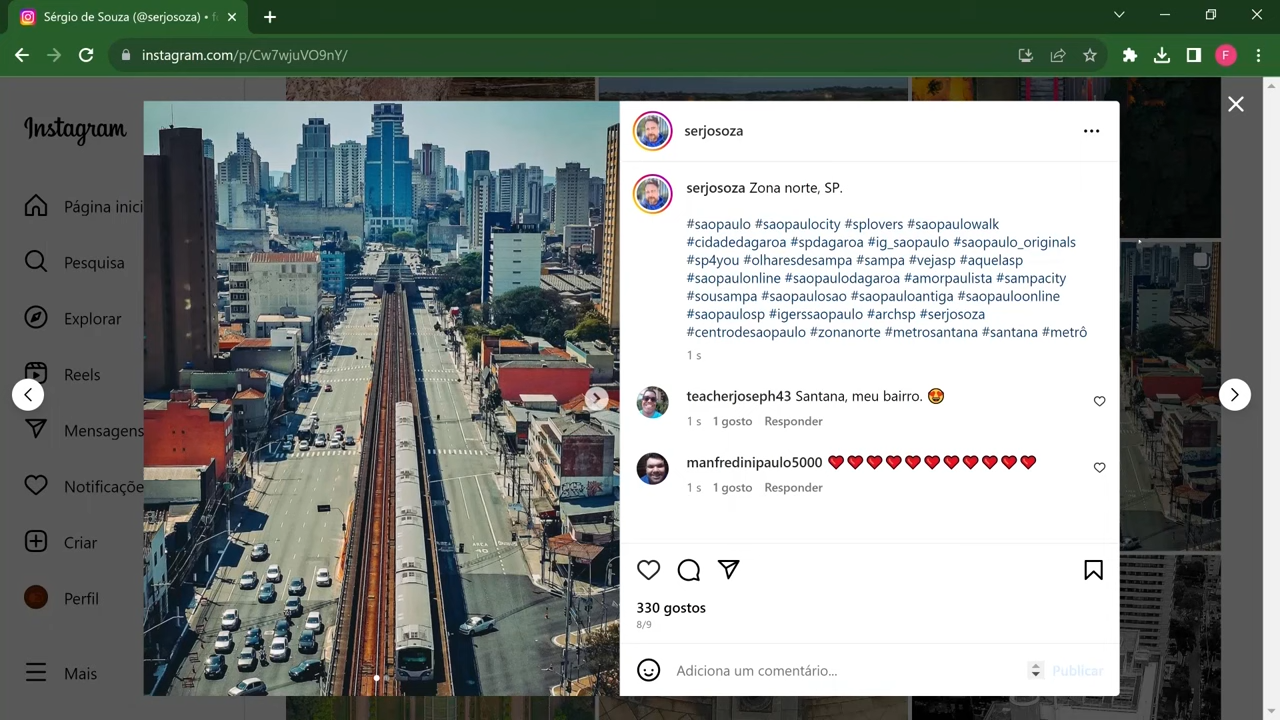 Sérgio de Souza (@serjosoza) •
instagram.com/p/Cw7wjuVO9nY/
F
Instagram
Página inici
Pesquisa
Explorar
Reels
Mensagens
Notificaçõe
Criar
Perfil
Mais
serjosoza
serjosoza Zona norte, SP.
#saopaulo #saopaulocity #splovers #saopaulowalk
#cidadedagaroa #spdagaroa #ig_saopaulo #saopaulo_originals
#sp4you #olharesdesampa #sampa #vejasp #aquelasp
#saopaulonline #saopaulodagaroa #amorpaulista #sampacity
#sousampa #saopaulosao #saopauloantiga #saopauloonline
#saopaulosp #igerssaopaulo #archsp #serjosoza
#centrodesaopaulo #zonanorte #metrosantana #santana #metrô
1 s
teacherjoseph43 Santana, meu bairro. 🤩
1 s 1 gosto Responder
manfredinipaulo5000 ❤️❤️❤️❤️❤️❤️❤️❤️❤️❤️❤️
1 s 1 gosto Responder
330 gostos
8/9
Adiciona um comentário...
Publicar